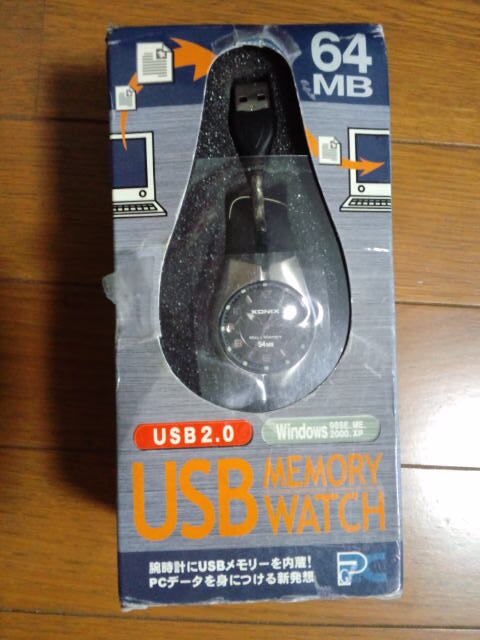 64
MB
XONIX
64MB
USB2.0
Windows 98SE, ME, 2000, XP
USB MEMORY WATCH
腕時計にUSBメモリーを内蔵!
PCデータを身につける新発想